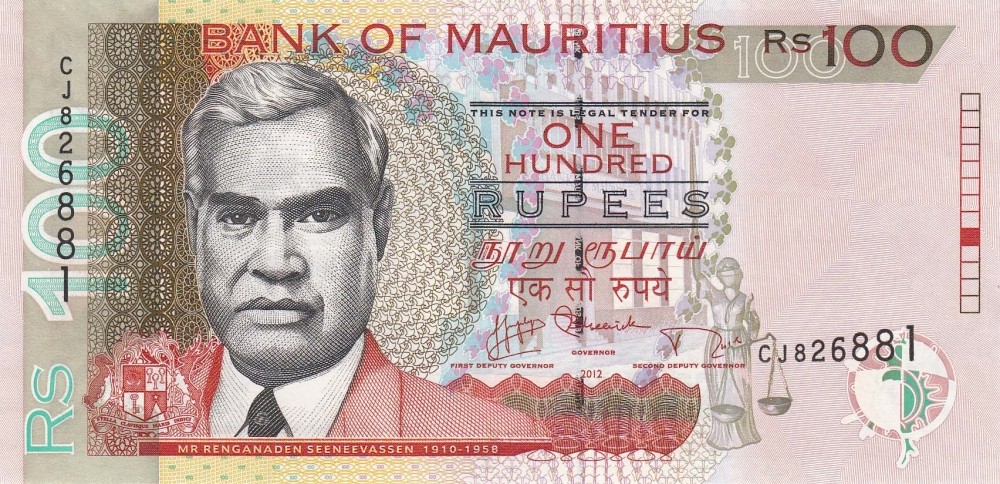 BANK OF MAURITIUS
100
Rs 100
CJ826881
Rs 100
THIS NOTE IS LEGAL TENDER FOR
ONE
HUNDRED
RUPEES
நூறு ரூபாய்
एक सौ रुपये
GOVERNOR
FIRST DEPUTY GOVERNOR
SECOND DEPUTY GOVERNOR
2012
CJ826881
STELLA CLAVISQUE MARIS INDICI
MR RENGANADEN SEENEEVASSEN 1910-1958